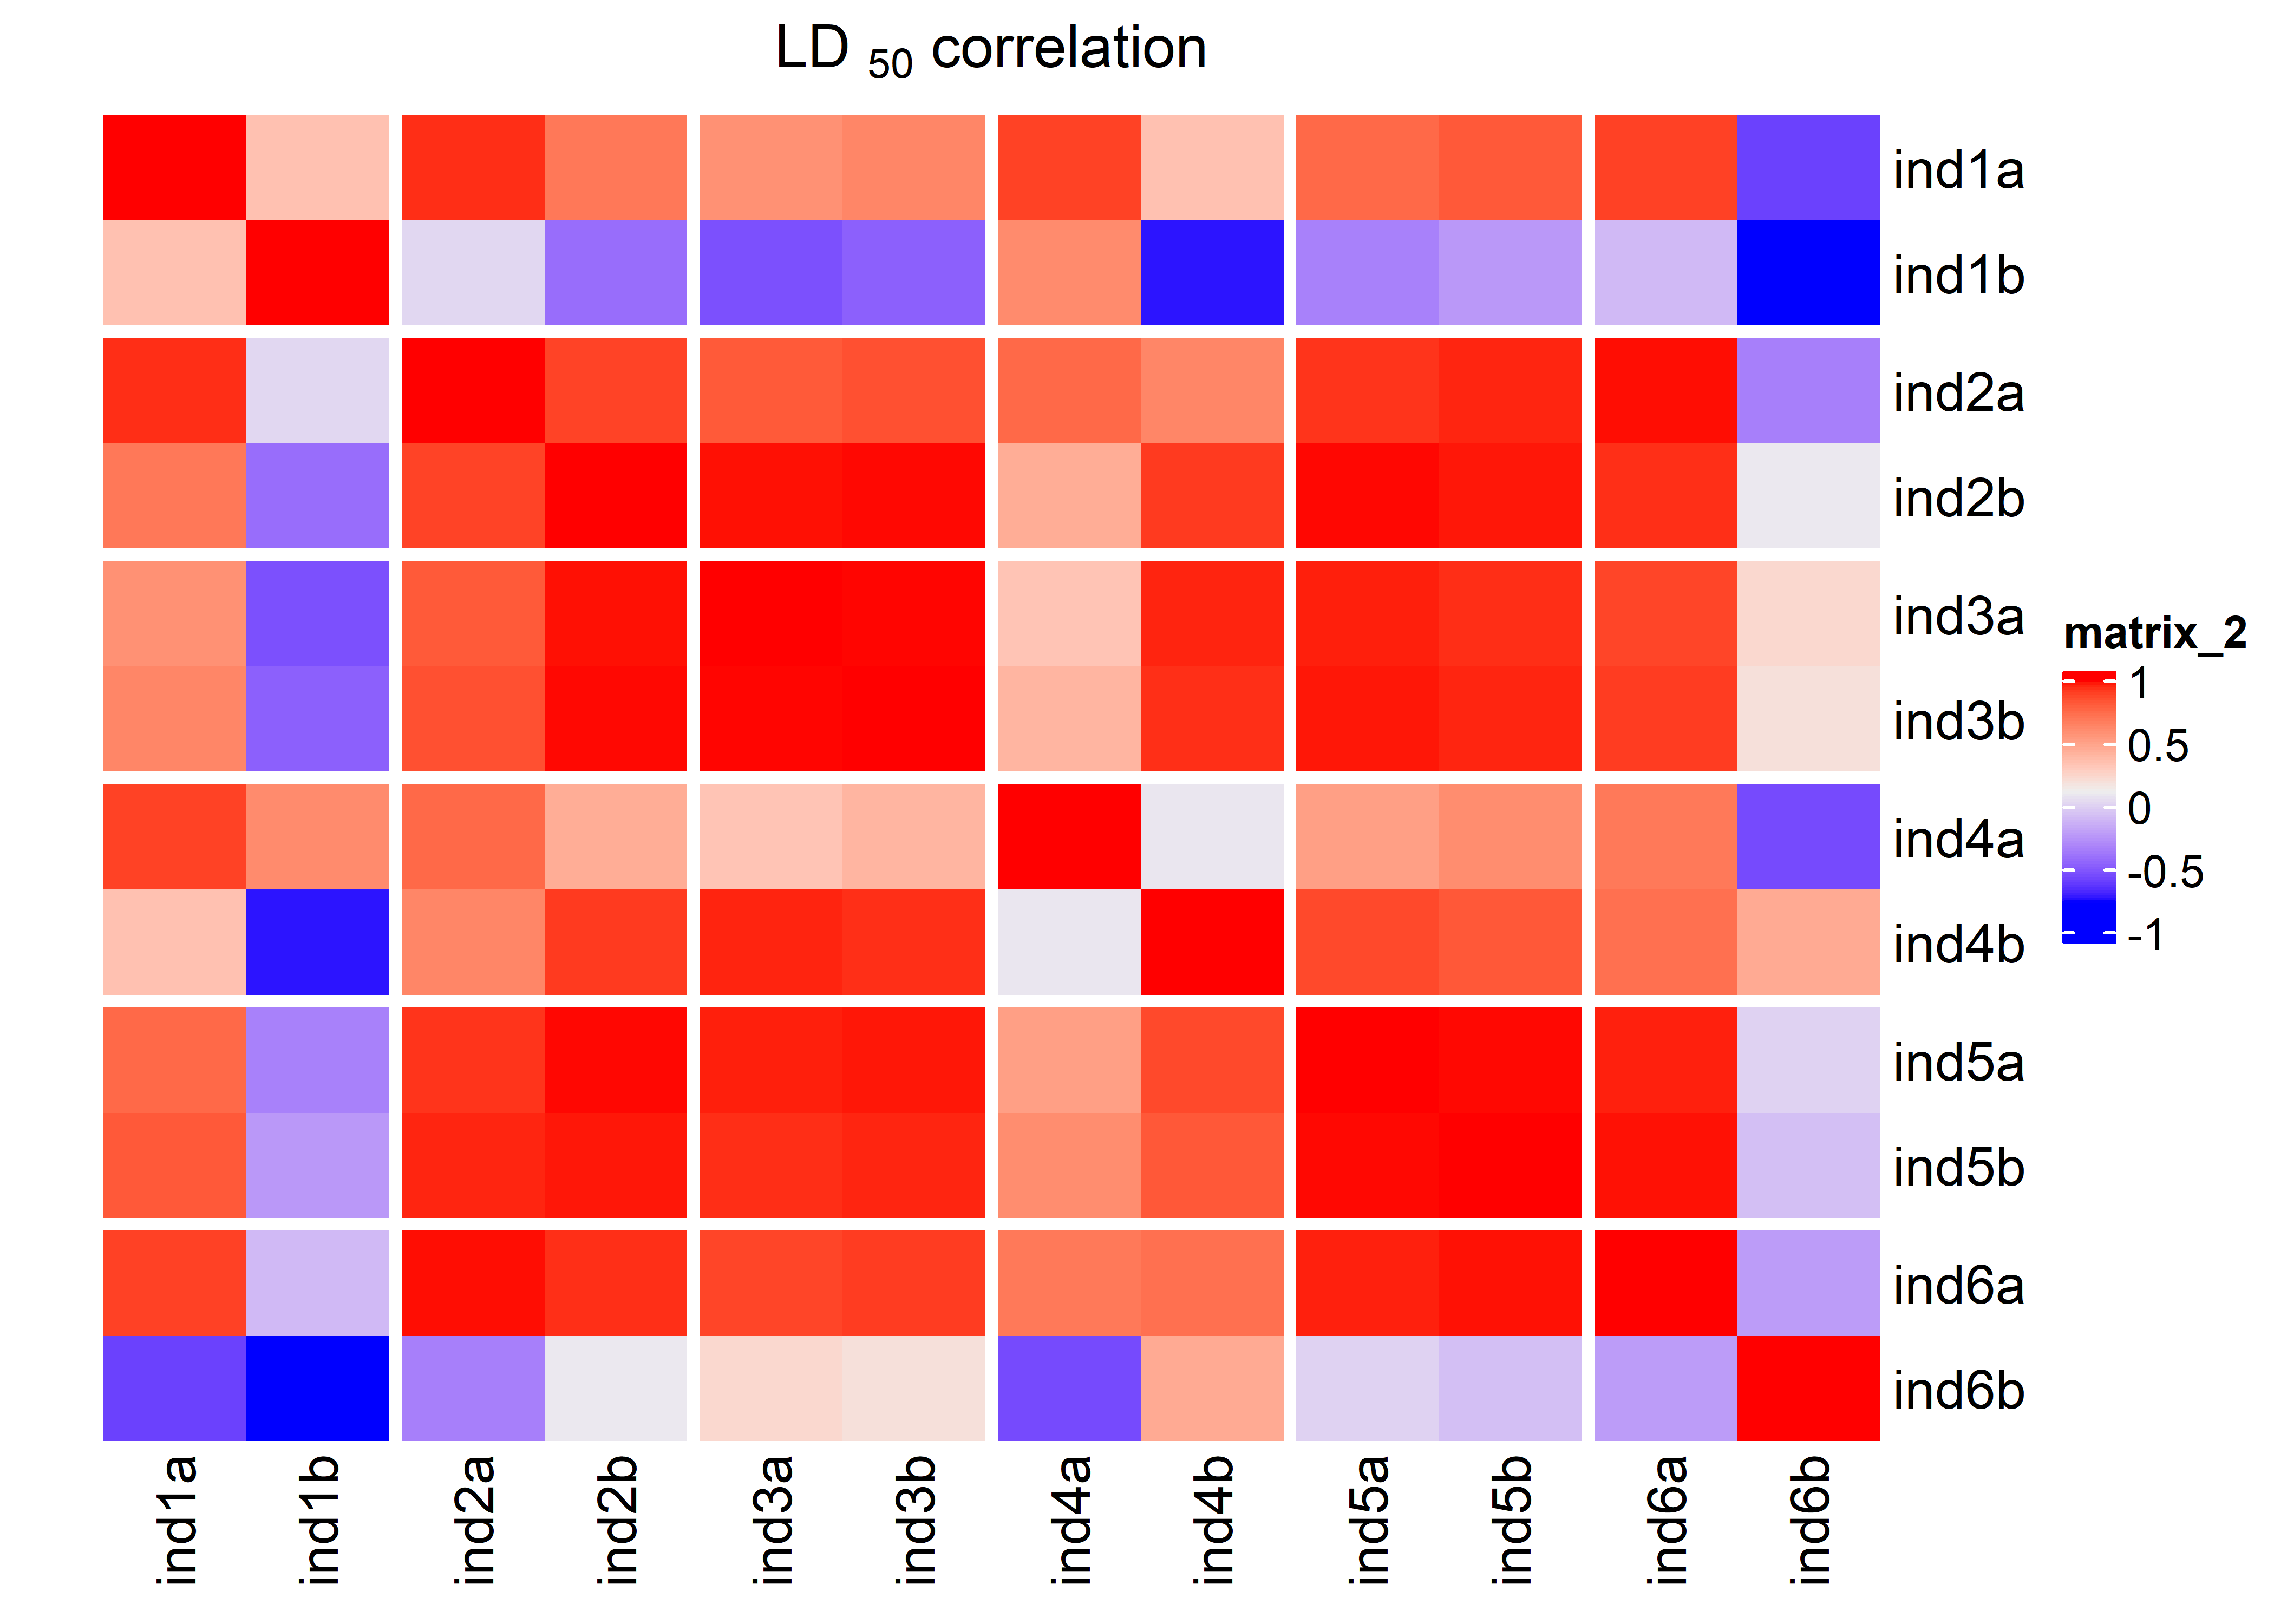 LD 50 correlation
ind1a
ind1b
ind2a
ind2b
ind3a
ind3b
ind4a
ind4b
ind5a
ind5b
ind6a
ind6b
matrix_2
1
0.5
0
-0.5
-1
ind1a
ind1b
ind2a
ind2b
ind3a
ind3b
ind4a
ind4b
ind5a
ind5b
ind6a
ind6b